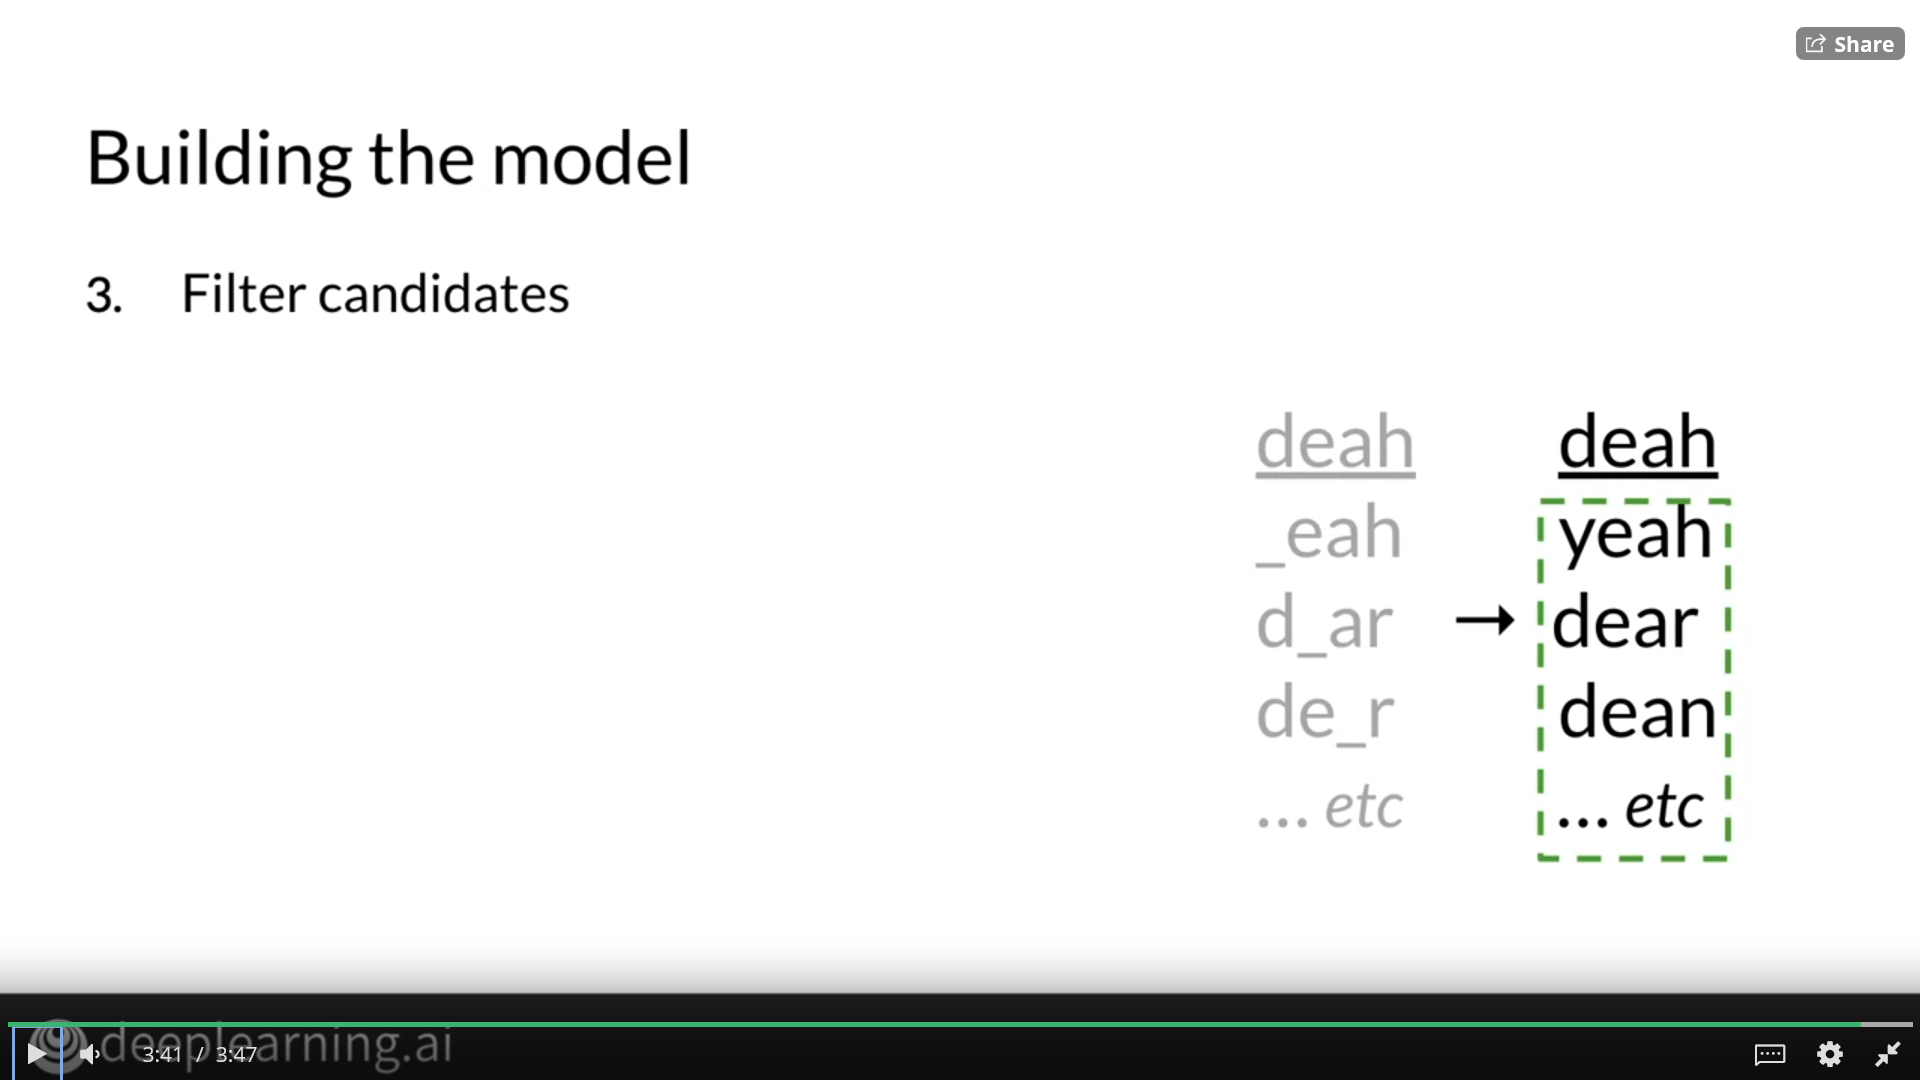 Share
Building the model
3. Filter candidates
deah deah
_eah yeah
d_ar → dear
de_r dean
... etc ... etc
deeplearning.ai
3:41 / 3:47